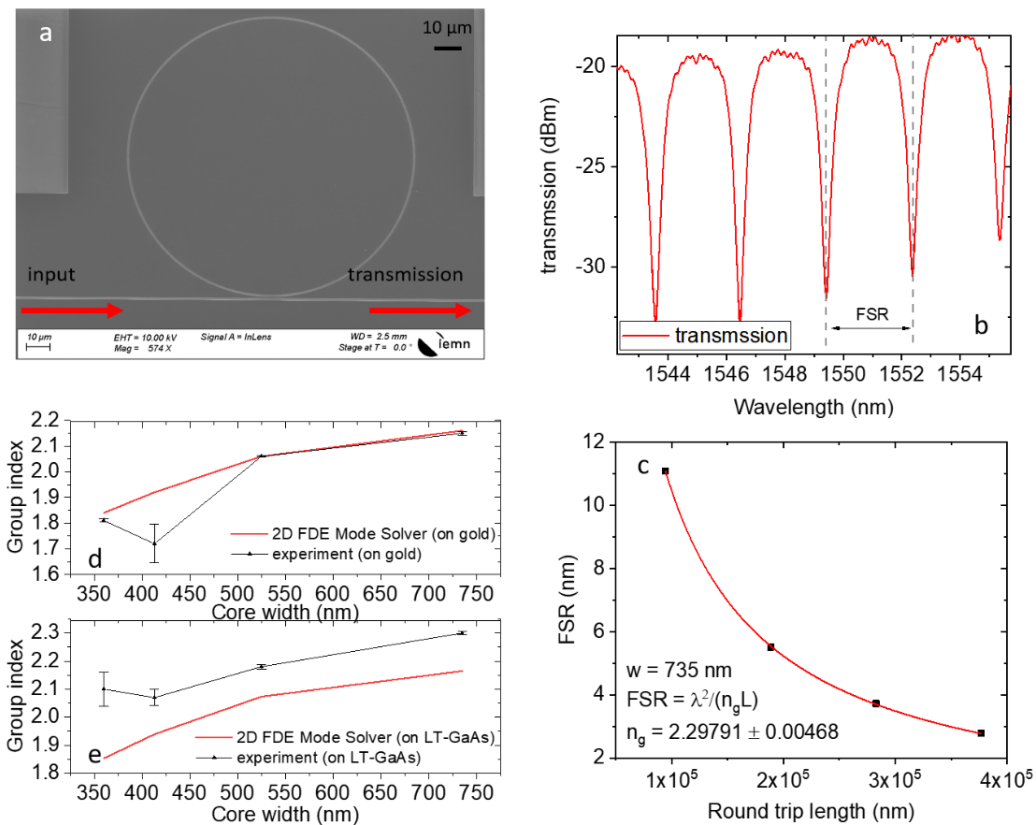 a
10 µm
input
transmission
10 µm
EHT = 10.00 kV
Mag = 574 X
Signal A = InLens
WD = 2.5 mm
Stage at T = 0.0 °
iemn
-20
-25
-30
transmssion (dBm)
FSR
transmssion
b
1544 1546 1548 1550 1552 1554
Wavelength (nm)
2.2
2.1
2.0
1.9
1.8
1.7
1.6
Group index
d
2D FDE Mode Solver (on gold)
experiment (on gold)
350 400 450 500 550 600 650 700 750
Core width (nm)
2.3
2.2
2.1
2.0
1.9
1.8
Group index
e
2D FDE Mode Solver (on LT-GaAs)
experiment (on LT-GaAs)
350 400 450 500 550 600 650 700 750
Core width (nm)
12
10
8
6
4
2
FSR (nm)
c
w = 735 nm
FSR = λ²/(n_gL)
n_g = 2.29791 ± 0.00468
1x10⁵ 2x10⁵ 3x10⁵ 4x10⁵
Round trip length (nm)